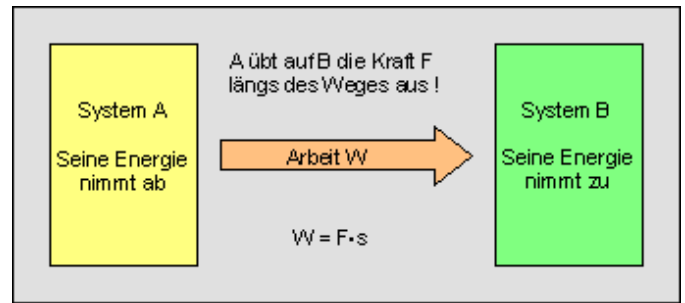 System A
Seine Energie
nimmt ab
A übt auf B die Kraft F
längs des Weges aus !
Arbeit W
W = F•s
System B
Seine Energie
nimmt zu